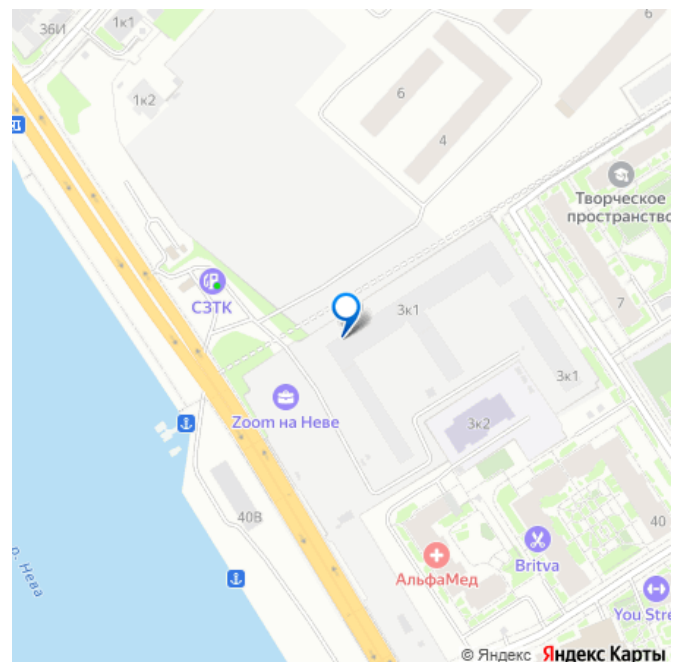 36И
1к1
1к2
6
6
4
Творческое
пространство
СЗТК
3к1
7
3к1
Zoom на Неве
3к2
40В
40
АльфаМед
Britva
р. Нева
You Stre
© Яндекс Яндекс Карты